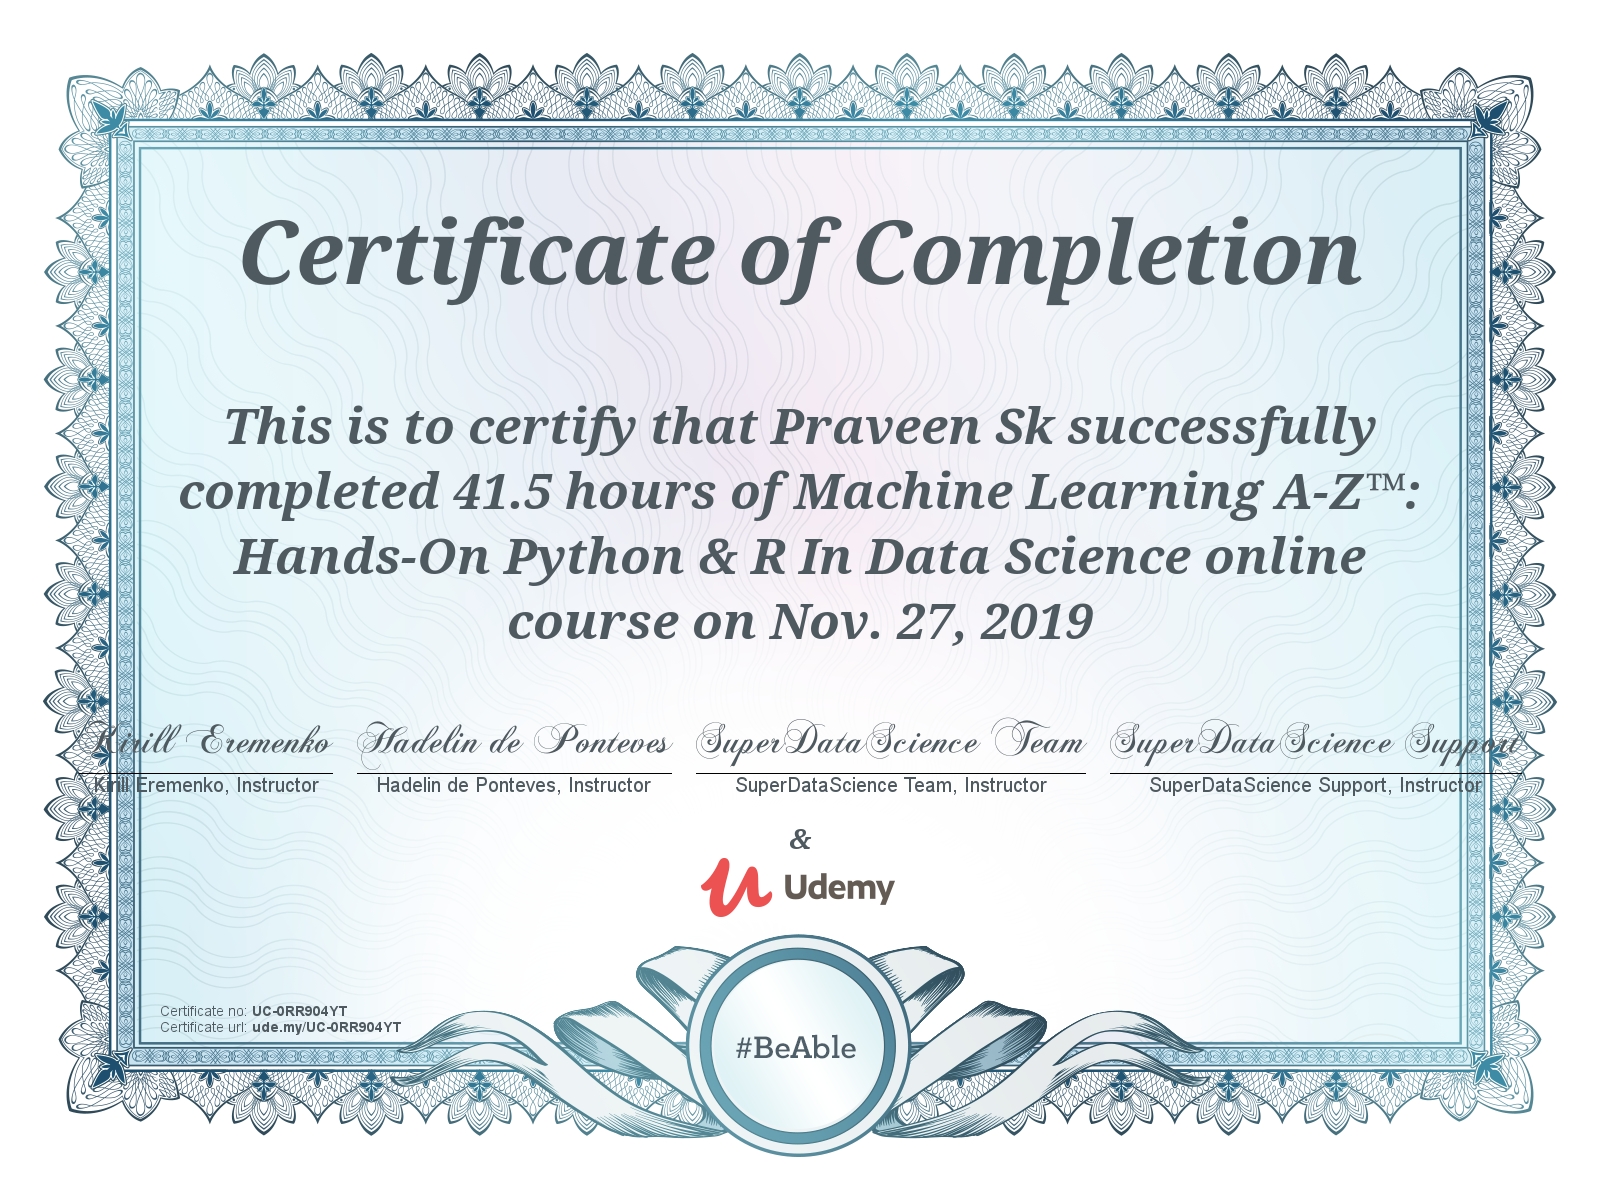 Certificate of Completion
This is to certify that Praveen Sk successfully
completed 41.5 hours of Machine Learning A-Z™:
Hands-On Python & R In Data Science online
course on Nov. 27, 2019
Kirill Eremenko Hadelin de Ponteves SuperDataScience Team SuperDataScience Support
Kirill Eremenko, Instructor Hadelin de Ponteves, Instructor SuperDataScience Team, Instructor SuperDataScience Support, Instructor
&
Udemy
Certificate no: UC-0RR904YT
Certificate url: ude.my/UC-0RR904YT
#BeAble